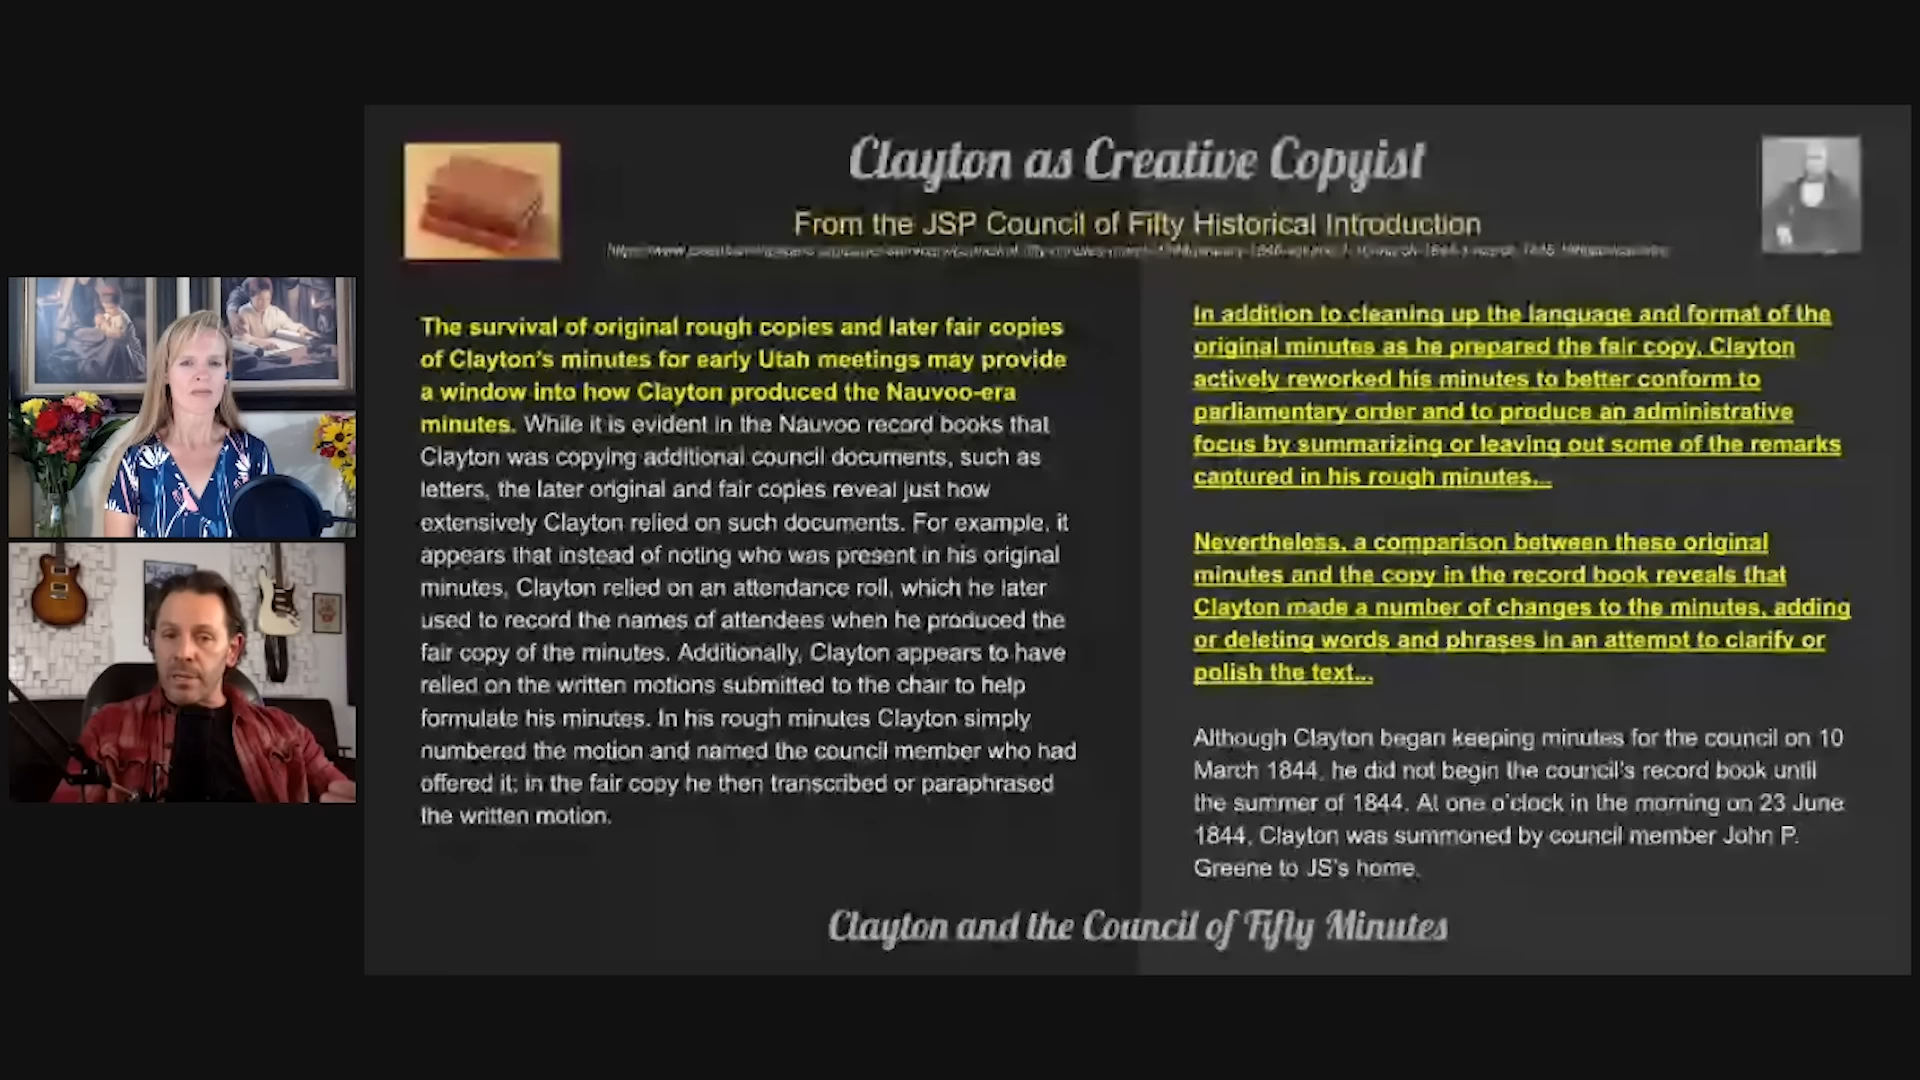 Clayton as Creative Copyist
From the JSP Council of Fifty Historical Introduction
The survival of original rough copies and later fair copies
of Clayton's minutes for early Utah meetings may provide
a window into how Clayton produced the Nauvoo-era
minutes. While it is evident in the Nauvoo record books that
Clayton was copying additional council documents, such as
letters, the later original and fair copies reveal just how
extensively Clayton relied on such documents. For example, it
appears that instead of noting who was present in his original
minutes, Clayton relied on an attendance roll, which he later
used to record the names of attendees when he produced the
fair copy of the minutes. Additionally, Clayton appears to have
relied on the written motions submitted to the chair to help
formulate his minutes. In his rough minutes Clayton simply
numbered the motion and named the council member who had
offered it; in the fair copy he then transcribed or paraphrased
the written motion.
In addition to cleaning up the language and format of the
original minutes as he prepared the fair copy, Clayton
actively reworked his minutes to better conform to
parliamentary order and to produce an administrative
focus by summarizing or leaving out some of the remarks
captured in his rough minutes...
Nevertheless, a comparison between these original
minutes and the copy in the record book reveals that
Clayton made a number of changes to the minutes, adding
or deleting words and phrases in an attempt to clarify or
polish the text...
Although Clayton began keeping minutes for the council on 10
March 1844, he did not begin the council's record book until
the summer of 1844. At one o'clock in the morning on 23 June
1844, Clayton was summoned by council member John P.
Greene to JS's home.
Clayton and the Council of Fifty Minutes